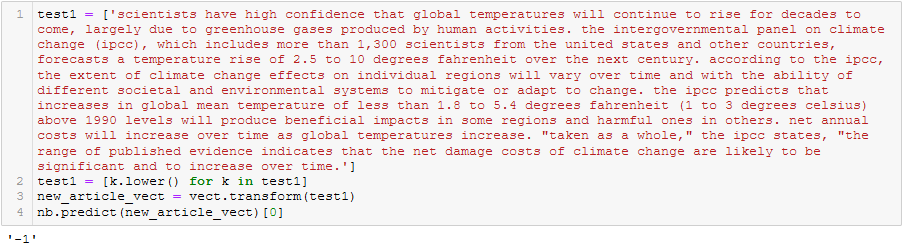 1 test1 = ['scientists have high confidence that global temperatures will continue to rise for decades to
come, largely due to greenhouse gases produced by human activities. the intergovernmental panel on climate
change (ipcc), which includes more than 1,300 scientists from the united states and other countries,
forecasts a temperature rise of 2.5 to 10 degrees fahrenheit over the next century. according to the ipcc,
the extent of climate change effects on individual regions will vary over time and with the ability of
different societal and environmental systems to mitigate or adapt to change. the ipcc predicts that
increases in global mean temperature of less than 1.8 to 5.4 degrees fahrenheit (1 to 3 degrees celsius)
above 1990 levels will produce beneficial impacts in some regions and harmful ones in others. net annual
costs will increase over time as global temperatures increase. "taken as a whole," the ipcc states, "the
range of published evidence indicates that the net damage costs of climate change are likely to be
significant and to increase over time.']
2 test1 = [k.lower() for k in test1]
3 new_article_vect = vect.transform(test1)
4 nb.predict(new_article_vect)[0]
'-1'